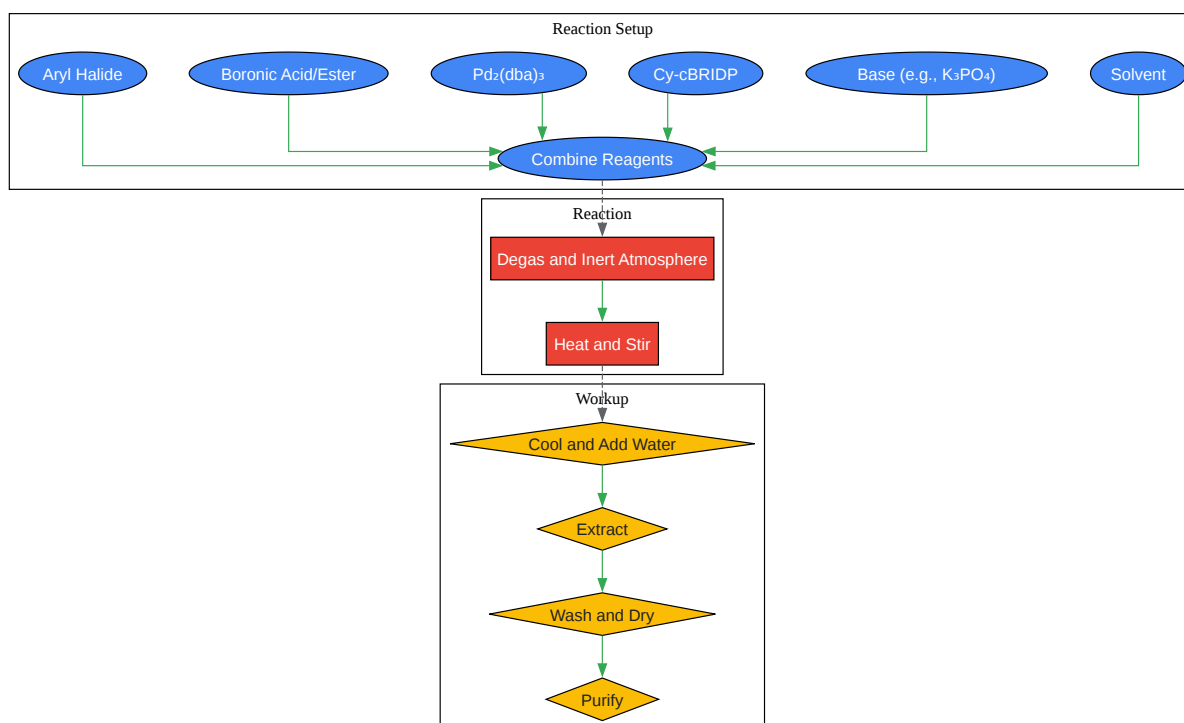 Reaction Setup
Aryl Halide
Boronic Acid/Ester
Pd₂(dba)₃
Cy-cBRIDP
Base (e.g., K₃PO₄)
Solvent
Combine Reagents
Reaction
Degas and Inert Atmosphere
Heat and Stir
Workup
Cool and Add Water
Extract
Wash and Dry
Purify